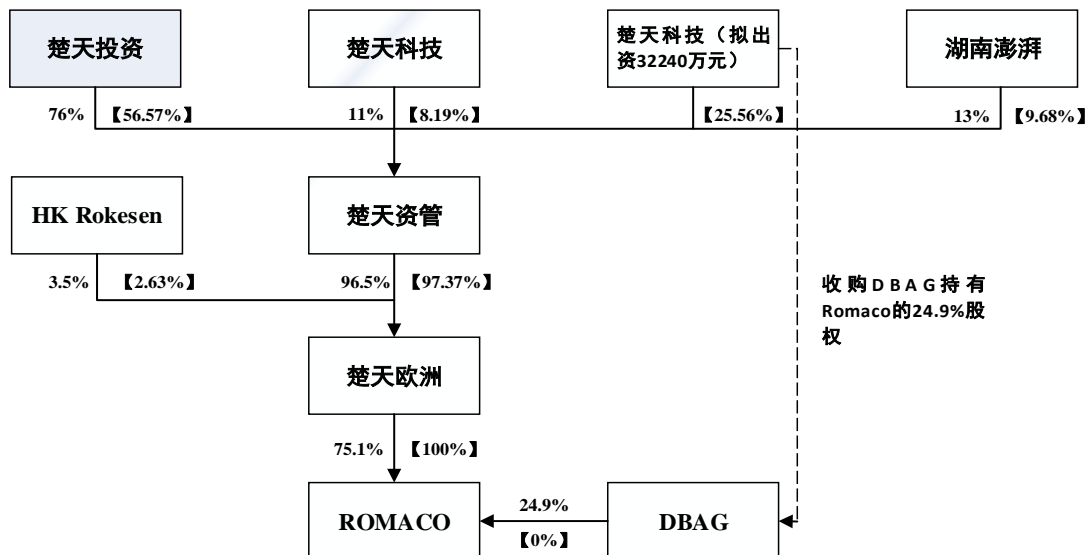 楚天投资
楚天科技
楚天科技（拟出
资32240万元）
湖南澎湃
76% 【56.57%】
11% 【8.19%】
【25.56%】
13% 【9.68%】
HK Rokesen
楚天资管
3.5% 【2.63%】
96.5% 【97.37%】
收购DBAG持有
Romaco的24.9%股
权
楚天欧洲
75.1% 【100%】
ROMACO
24.9%
【0%】
DBAG